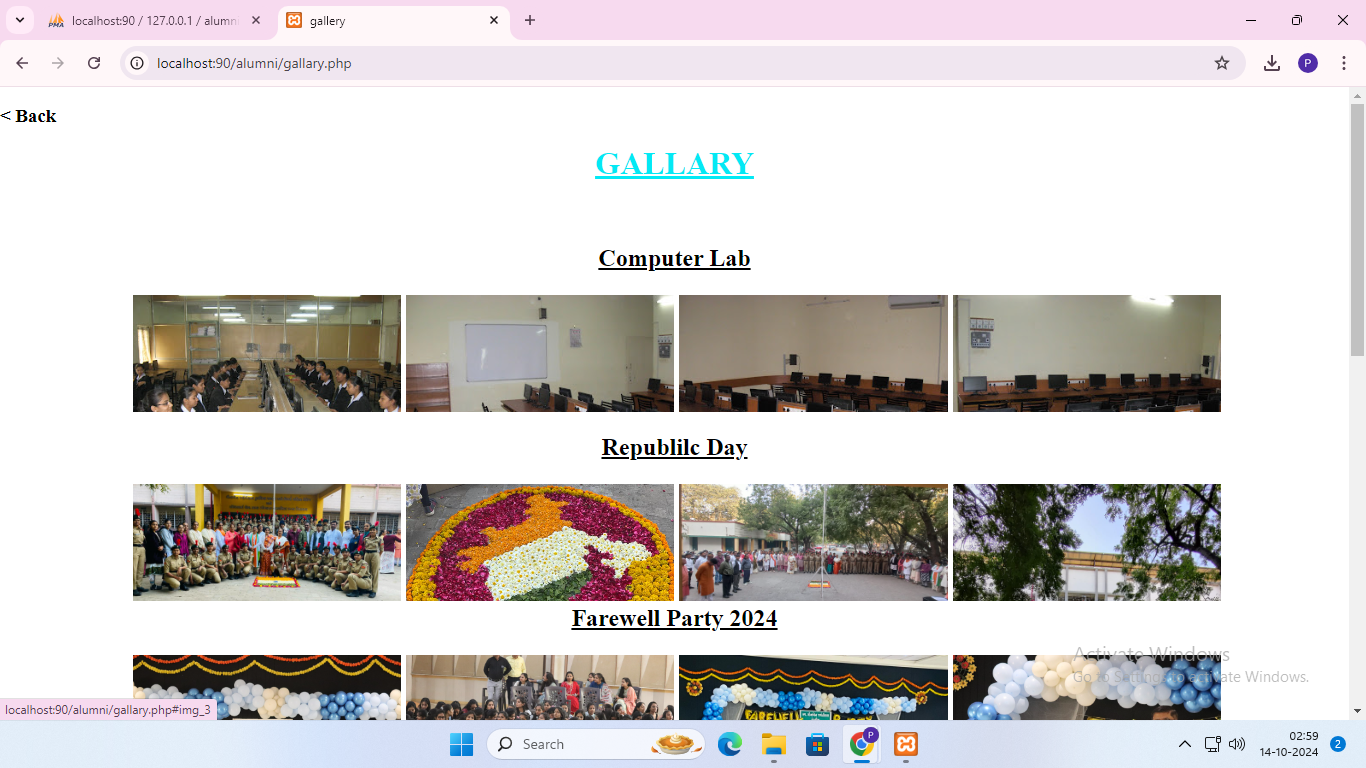 localhost:90 / 127.0.0.1 / alumn
gallery
localhost:90/alumni/gallary.php
P
< Back
GALLARY
Computer Lab
Republilc Day
Farewell Party 2024
Activate Windows
Go to Settings to activate Windows.
localhost:90/alumni/gallary.php#img_3
Search
P
02:59
14-10-2024
2